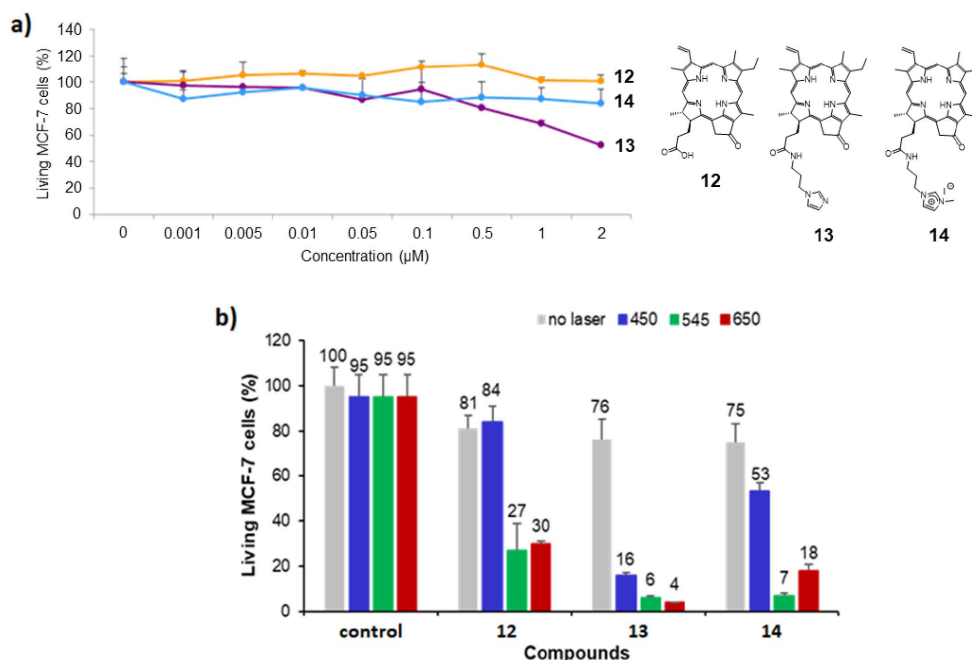 a)
140
120
100
80
60
40
20
0
Living MCF-7 cells (%)
0 0.001 0.005 0.01 0.05 0.1 0.5 1 2
Concentration (µM)
12
14
13
NH N
N HN
O OH O
12
NH N
N HN
O NH O
N N
13
NH N
N HN
O HN O
N ⊕ N I ⊖
14
b)
no laser 450 545 650
120
100
80
60
40
20
0
Living MCF-7 cells (%)
100 95 95 95
81 84 27 30
76 16 6 4
75 53 7 18
control 12 13 14
Compounds